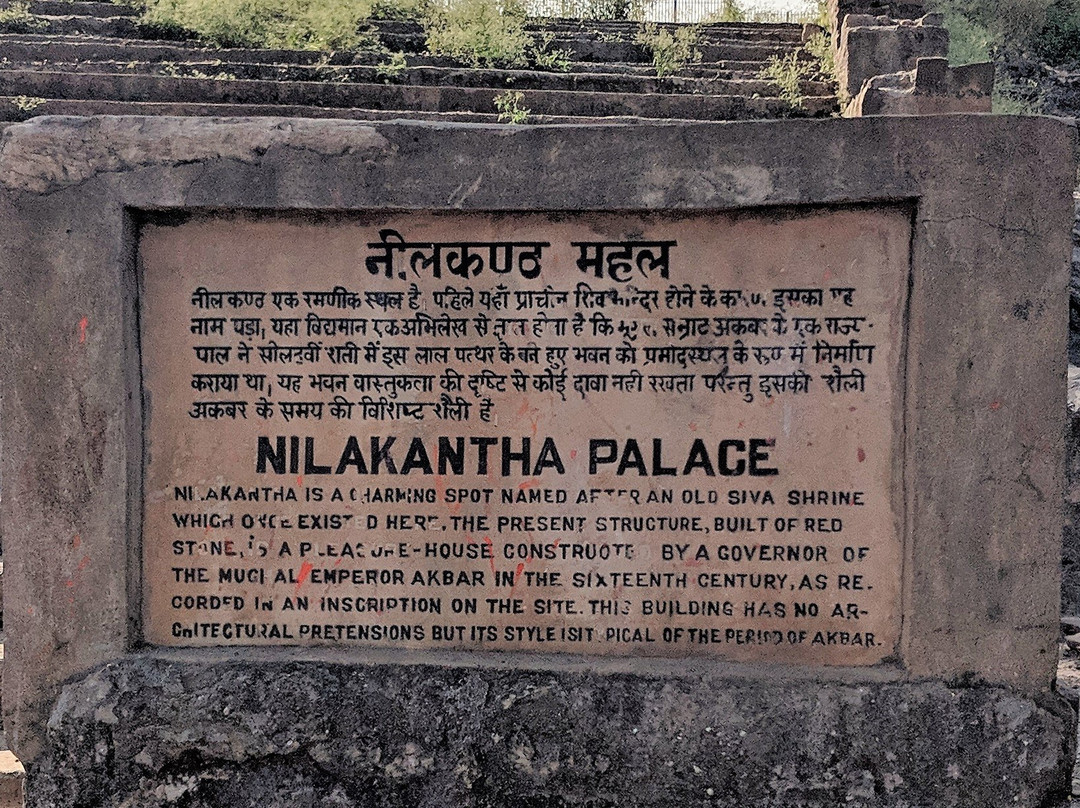 नीलकण्ठ महल
नीलकण्ठ एक रमणीक स्थल है, पहिले यहाँ प्राचीन शिव मन्दिर होने के कारण इसका यह
नाम पड़ा, यहा विद्यमान एक अभिलेख से ज्ञात होता है कि मुगल सम्राट अकबर के एक राज्य-
पाल ने सोलहवीं शती में इस लाल पत्थर के बने हुए भवन को प्रमोदस्थल के रूप में निर्माण
कराया था, यह भवन वास्तुकला की दृष्टि से कोई दावा नही रखता परन्तु इसकी शैली
अकबर के समय की विशिष्ट शैली है
NILAKANTHA PALACE
NILAKANTHA IS A CHARMING SPOT NAMED AFTER AN OLD SIVA SHRINE
WHICH ONCE EXISTED HERE, THE PRESENT STRUCTURE, BUILT OF RED
STONE, IS A PLEASURE-HOUSE CONSTRUCTED BY A GOVERNOR OF
THE MUGHAL EMPEROR AKBAR IN THE SIXTEENTH CENTURY, AS RE-
CORDED IN AN INSCRIPTION ON THE SITE. THIS BUILDING HAS NO AR-
CHITECTURAL PRETENSIONS BUT ITS STYLE IS TYPICAL OF THE PERIOD OF AKBAR.